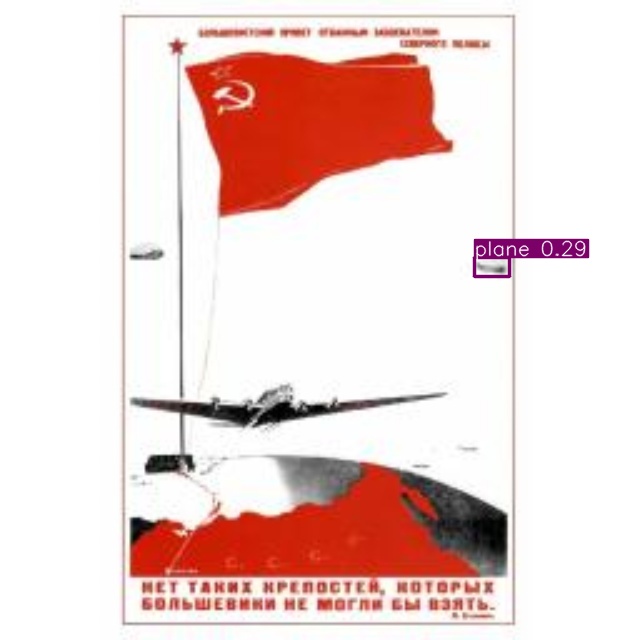 БОЛЬШЕВИСТСКИЙ ПРИВЕТ ОТВАЖНЫМ ЗАВОЕВАТЕЛЯМ
СЕВЕРНОГО ПОЛЮСА
plane 0.29
НЕТ ТАКИХ КРЕПОСТЕЙ, КОТОРЫХ
БОЛЬШЕВИКИ НЕ МОГЛИ БЫ ВЗЯТЬ.